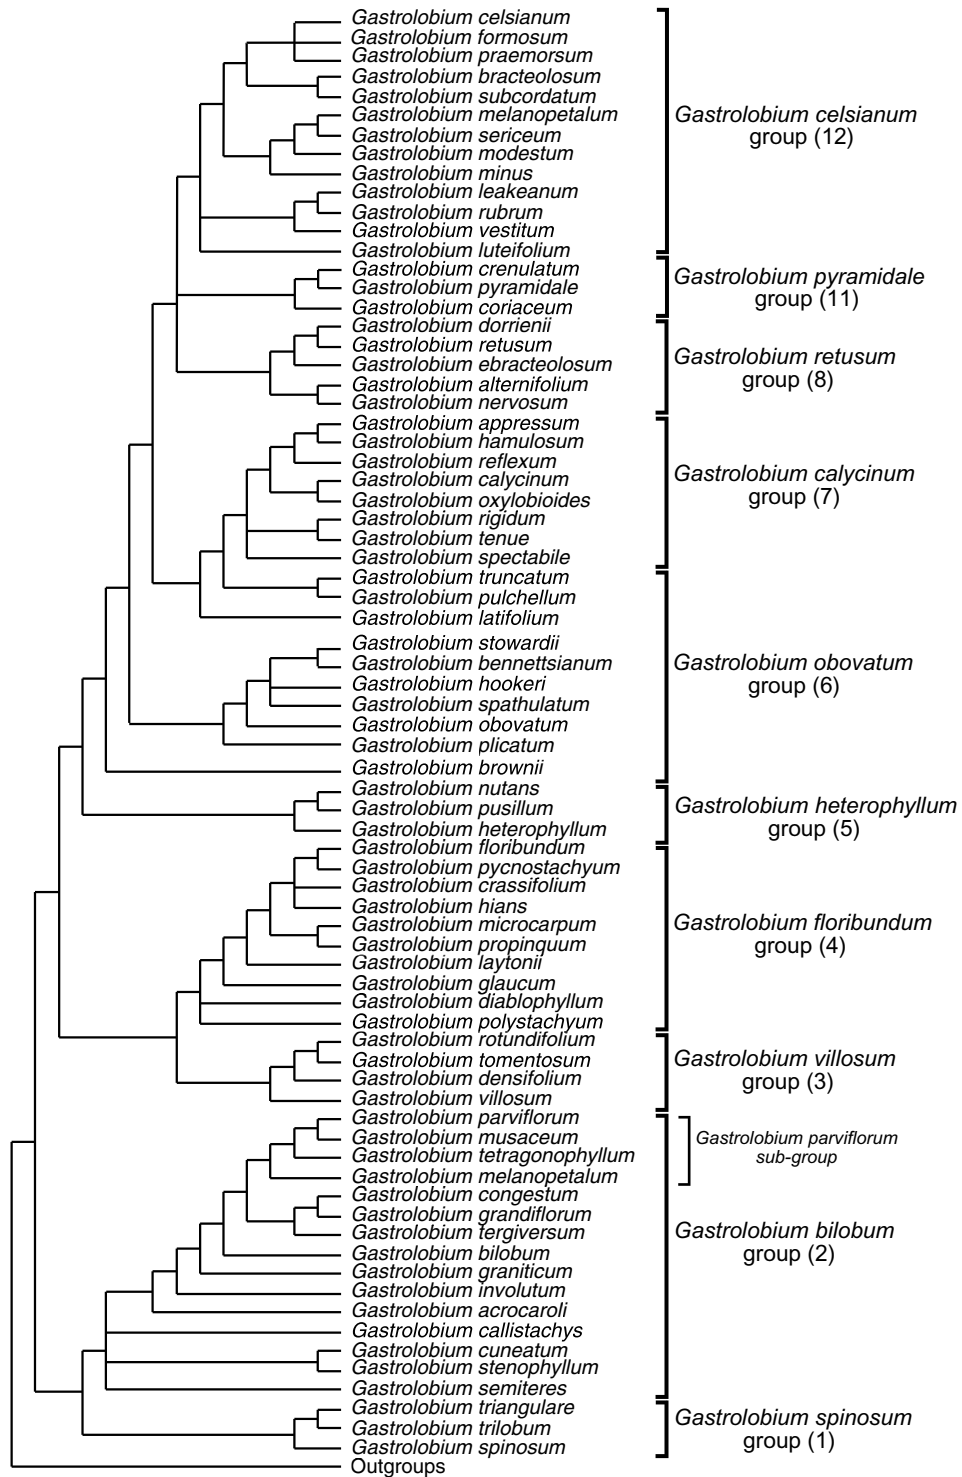 Gastrolobium celsianum
Gastrolobium formosum
Gastrolobium praemorsum
Gastrolobium bracteolosum
Gastrolobium subcordatum
Gastrolobium melanopetalum
Gastrolobium sericeum
Gastrolobium modestum
Gastrolobium minus
Gastrolobium leakeanum
Gastrolobium rubrum
Gastrolobium vestitum
Gastrolobium luteifolium
Gastrolobium celsianum
group (12)
Gastrolobium crenulatum
Gastrolobium pyramidale
Gastrolobium coriaceum
Gastrolobium pyramidale
group (11)
Gastrolobium dorrienii
Gastrolobium retusum
Gastrolobium ebracteolosum
Gastrolobium alternifolium
Gastrolobium nervosum
Gastrolobium retusum
group (8)
Gastrolobium appressum
Gastrolobium hamulosum
Gastrolobium reflexum
Gastrolobium calycinum
Gastrolobium oxylobioides
Gastrolobium rigidum
Gastrolobium tenue
Gastrolobium spectabile
Gastrolobium calycinum
group (7)
Gastrolobium truncatum
Gastrolobium pulchellum
Gastrolobium latifolium
Gastrolobium stowardii
Gastrolobium bennettsianum
Gastrolobium hookeri
Gastrolobium spathulatum
Gastrolobium obovatum
Gastrolobium plicatum
Gastrolobium brownii
Gastrolobium obovatum
group (6)
Gastrolobium nutans
Gastrolobium pusillum
Gastrolobium heterophyllum
Gastrolobium heterophyllum
group (5)
Gastrolobium floribundum
Gastrolobium pycnostachyum
Gastrolobium crassifolium
Gastrolobium hians
Gastrolobium microcarpum
Gastrolobium propinquum
Gastrolobium laytonii
Gastrolobium glaucum
Gastrolobium diablophyllum
Gastrolobium polystachyum
Gastrolobium floribundum
group (4)
Gastrolobium rotundifolium
Gastrolobium tomentosum
Gastrolobium densifolium
Gastrolobium villosum
Gastrolobium villosum
group (3)
Gastrolobium parviflorum
Gastrolobium musaceum
Gastrolobium tetragonophyllum
Gastrolobium melanopetalum
Gastrolobium parviflorum
sub-group
Gastrolobium congestum
Gastrolobium grandiflorum
Gastrolobium tergiversum
Gastrolobium bilobum
Gastrolobium graniticum
Gastrolobium involutum
Gastrolobium acrocaroli
Gastrolobium callistachys
Gastrolobium cuneatum
Gastrolobium stenophyllum
Gastrolobium semiteres
Gastrolobium bilobum
group (2)
Gastrolobium triangulare
Gastrolobium trilobum
Gastrolobium spinosum
Gastrolobium spinosum
group (1)
Outgroups